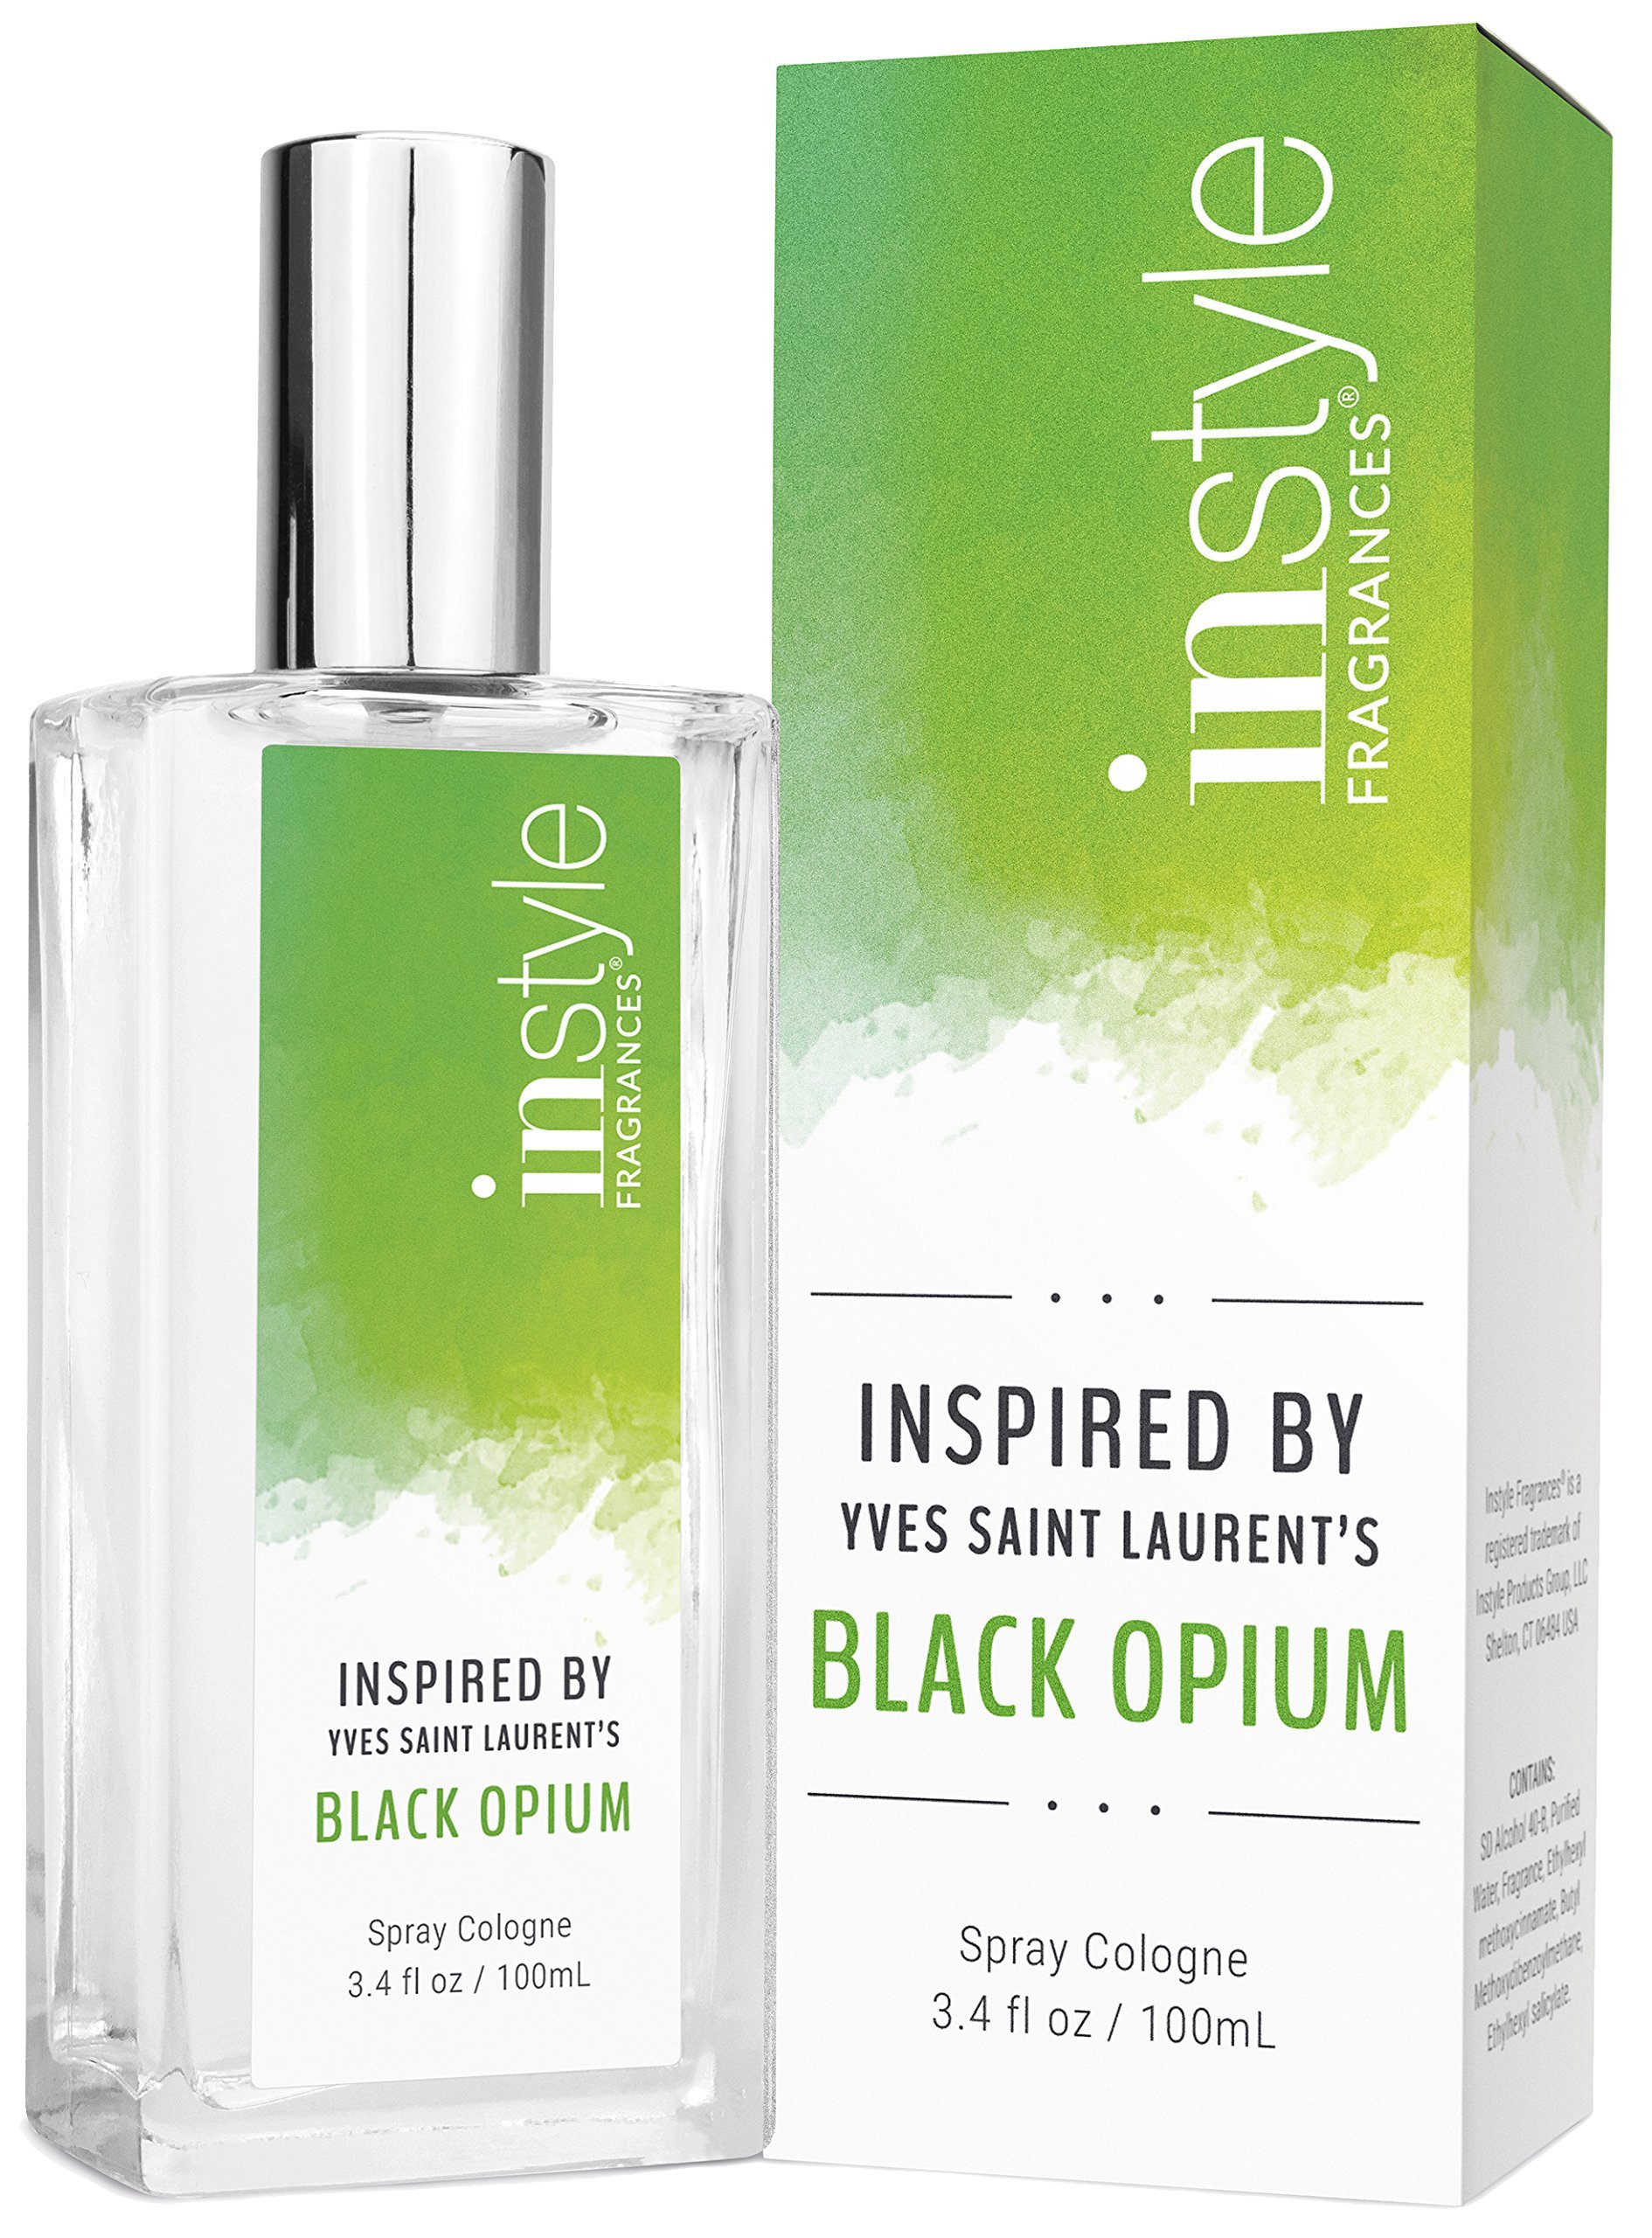 inStyle
FRAGRANCES®
INSPIRED BY
YVES SAINT LAURENT'S
BLACK OPIUM
Spray Cologne
3.4 fl oz / 100mL
inStyle
FRAGRANCES®
INSPIRED BY
YVES SAINT LAURENT'S
BLACK OPIUM
Spray Cologne
3.4 fl oz / 100mL
Instyle Fragrances® is a
registered trademark of
Instyle Products Group, LLC
Shelton, CT 06484 USA
CONTAINS:
SD Alcohol 40-B, Purified
Water, Fragrance, Ethylhexyl
methoxycinnamate, Butyl
Methoxydibenzoylmethane,
Ethylhexyl salicylate.